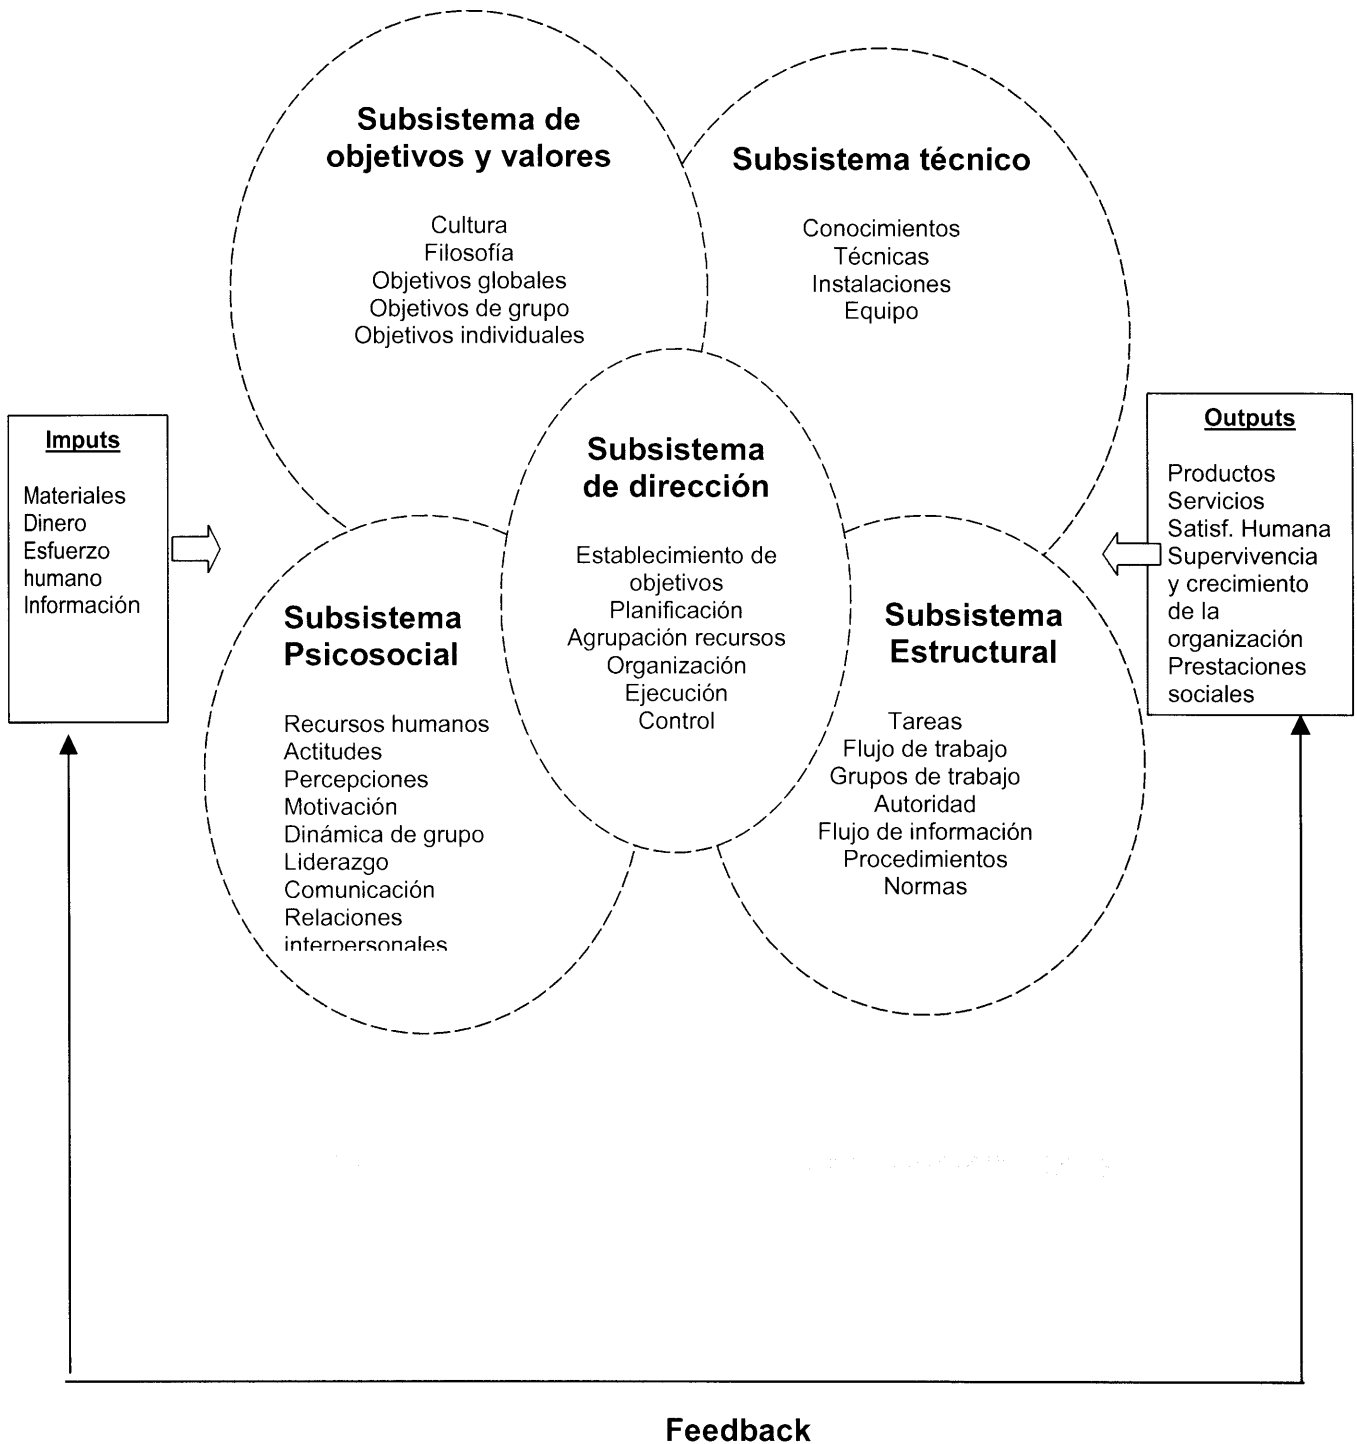 Subsistema de
objetivos y valores
Cultura
Filosofía
Objetivos globales
Objetivos de grupo
Objetivos individuales
Subsistema técnico
Conocimientos
Técnicas
Instalaciones
Equipo
Imputs
Materiales
Dinero
Esfuerzo
humano
Información
Subsistema
de dirección
Establecimiento de
objetivos
Planificación
Agrupación recursos
Organización
Ejecución
Control
Outputs
Productos
Servicios
Satisf. Humana
Supervivencia
y crecimiento
de la
organización
Prestaciones
sociales
Subsistema
Psicosocial
Recursos humanos
Actitudes
Percepciones
Motivación
Dinámica de grupo
Liderazgo
Comunicación
Relaciones
interpersonales
Subsistema
Estructural
Tareas
Flujo de trabajo
Grupos de trabajo
Autoridad
Flujo de información
Procedimientos
Normas
Feedback